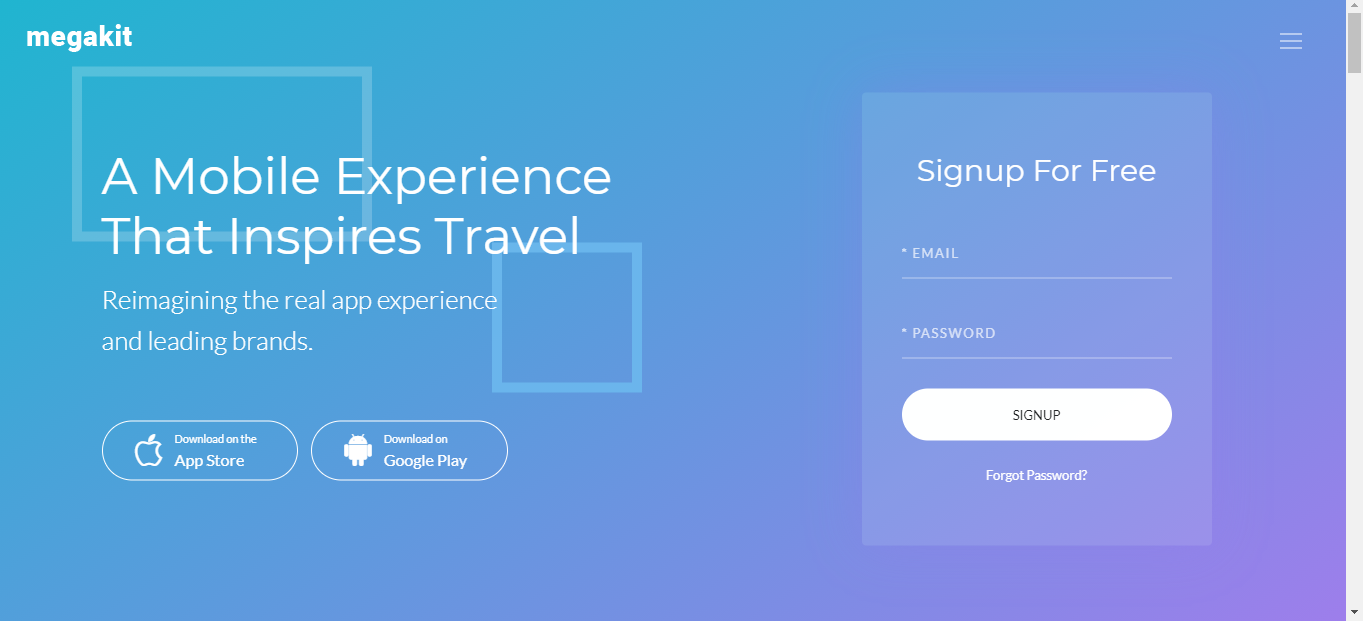 megakit
A Mobile Experience
That Inspires Travel
Reimagining the real app experience
and leading brands.
Download on the
App Store
Download on
Google Play
Signup For Free
* EMAIL
* PASSWORD
SIGNUP
Forgot Password?